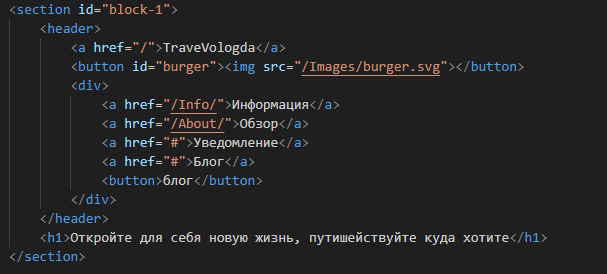 <section id="block-1">
<header>
<a href="/">TraveVologda</a>
<button id="burger"><img src="/Images/burger.svg"></button>
<div>
<a href="/Info/">Информация</a>
<a href="/About/">Обзор</a>
<a href="#">Уведомление</a>
<a href="#">Блог</a>
<button>блог</button>
</div>
</header>
<h1>Откройте для себя новую жизнь, путишействуйте куда хотите</h1>
</section>